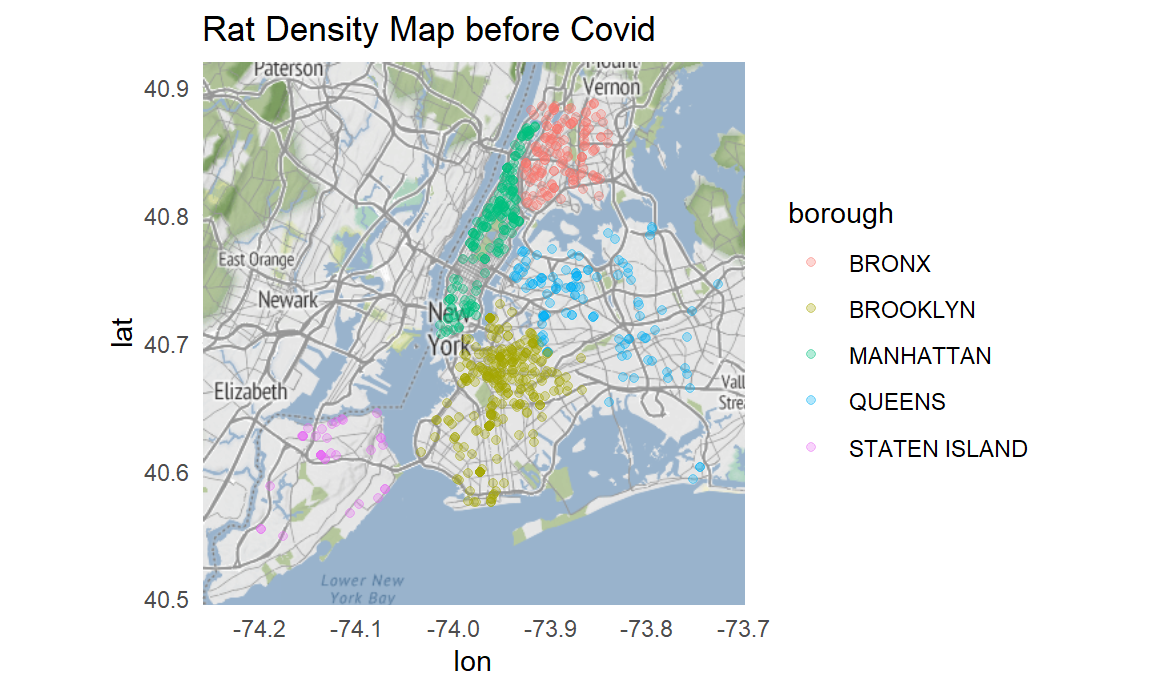 Rat Density Map before Covid
lat
40.9
40.8
40.7
40.6
40.5
Paterson
Mount
Vernon
East Orange
Newark
New
York
Elizabeth
Vall
Strea
Lower New
York Bay
-74.2
-74.1
-74.0
-73.9
-73.8
-73.7
lon
borough
BRONX
BROOKLYN
MANHATTAN
QUEENS
STATEN ISLAND